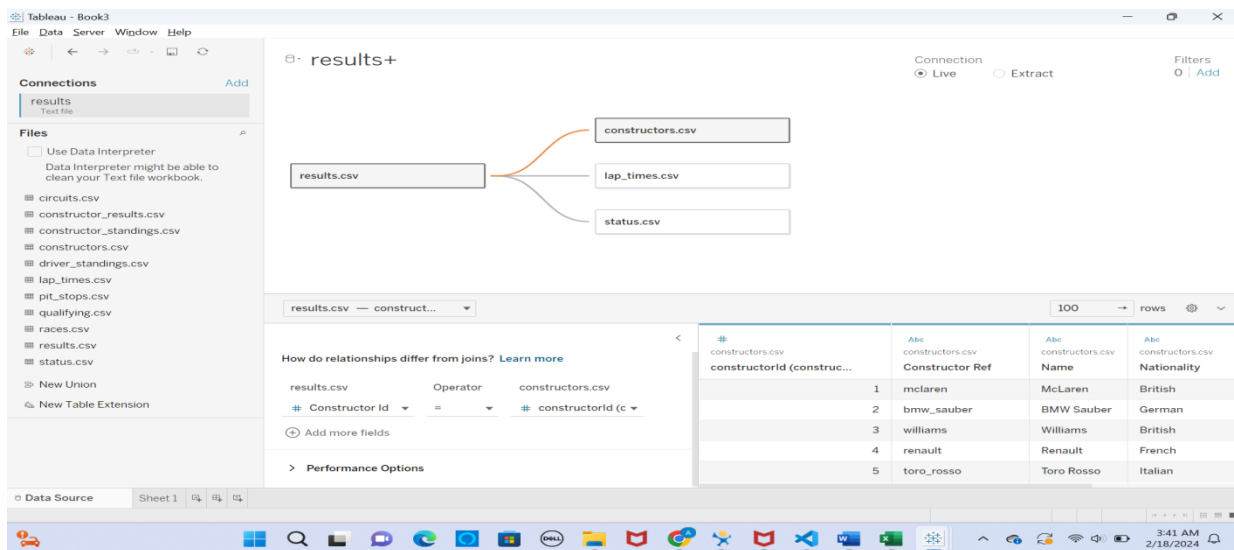 Tableau - Book3
File Data Server Window Help
Connections Add
results
Text file
Files
Use Data Interpreter
Data Interpreter might be able to
clean your Text file workbook.
circuits.csv
constructor_results.csv
constructor_standings.csv
constructors.csv
driver_standings.csv
lap_times.csv
pit_stops.csv
qualifying.csv
races.csv
results.csv
status.csv
New Union
New Table Extension
results+
Connection
Live Extract
Filters
0 Add
constructors.csv
results.csv
lap_times.csv
status.csv
results.csv — construct...
100 → rows
How do relationships differ from joins? Learn more
results.csv Operator constructors.csv
# Constructor Id = # constructorId (c
Add more fields
Performance Options
# Abc Abc Abc
constructors.csv constructors.csv constructors.csv constructors.csv
constructorId (construc... Constructor Ref Name Nationality
1 mclaren McLaren British
2 bmw_sauber BMW Sauber German
3 williams Williams British
4 renault Renault French
5 toro_rosso Toro Rosso Italian
Data Source Sheet 1
DELL
3:41 AM
2/18/2024